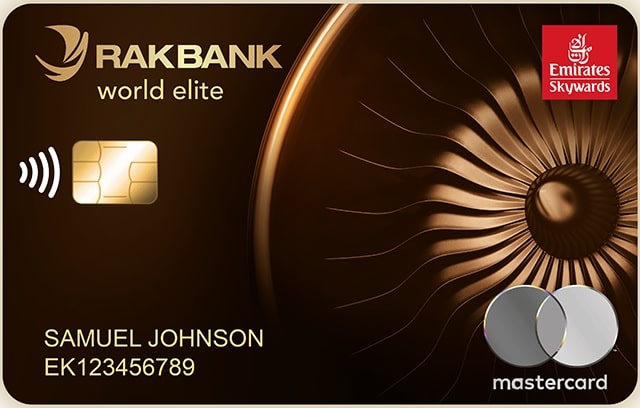 RAKBANK
world elite
Emirates
Skywards
SAMUEL JOHNSON
EK123456789
mastercard